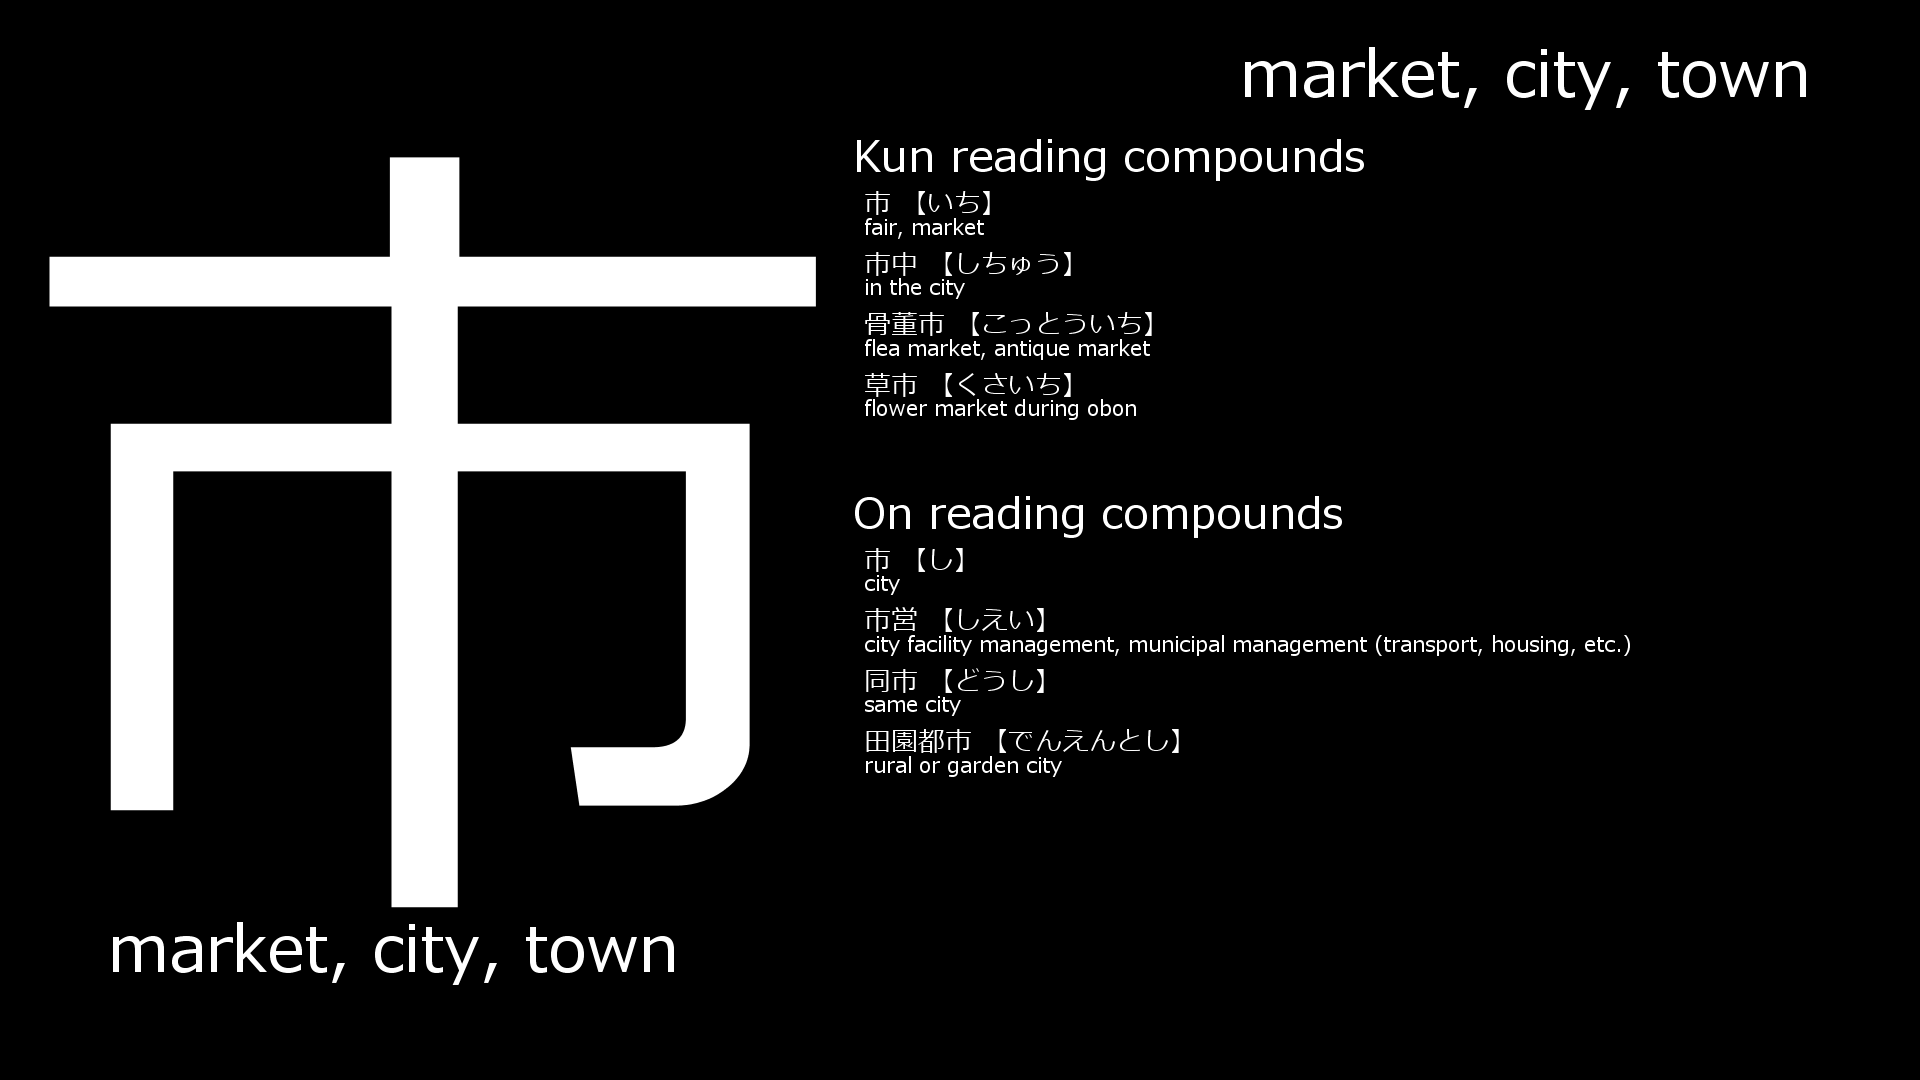 market, city, town
市
market, city, town
Kun reading compounds
市 【いち】
fair, market
市中 【しちゅう】
in the city
骨董市 【こっとういち】
flea market, antique market
草市 【くさいち】
flower market during obon
On reading compounds
市 【し】
city
市営 【しえい】
city facility management, municipal management (transport, housing, etc.)
同市 【どうし】
same city
田園都市 【でんえんとし】
rural or garden city